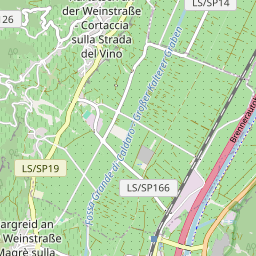 LS/SP14
der Weinstraße
Cortaccia
sulla Strada
del Vino
26
Fossa Grande di Caldaro - Großer Kalterer Graben
LS/SP19
LS/SP166
argreid an
Weinstraße
Magrè sulla